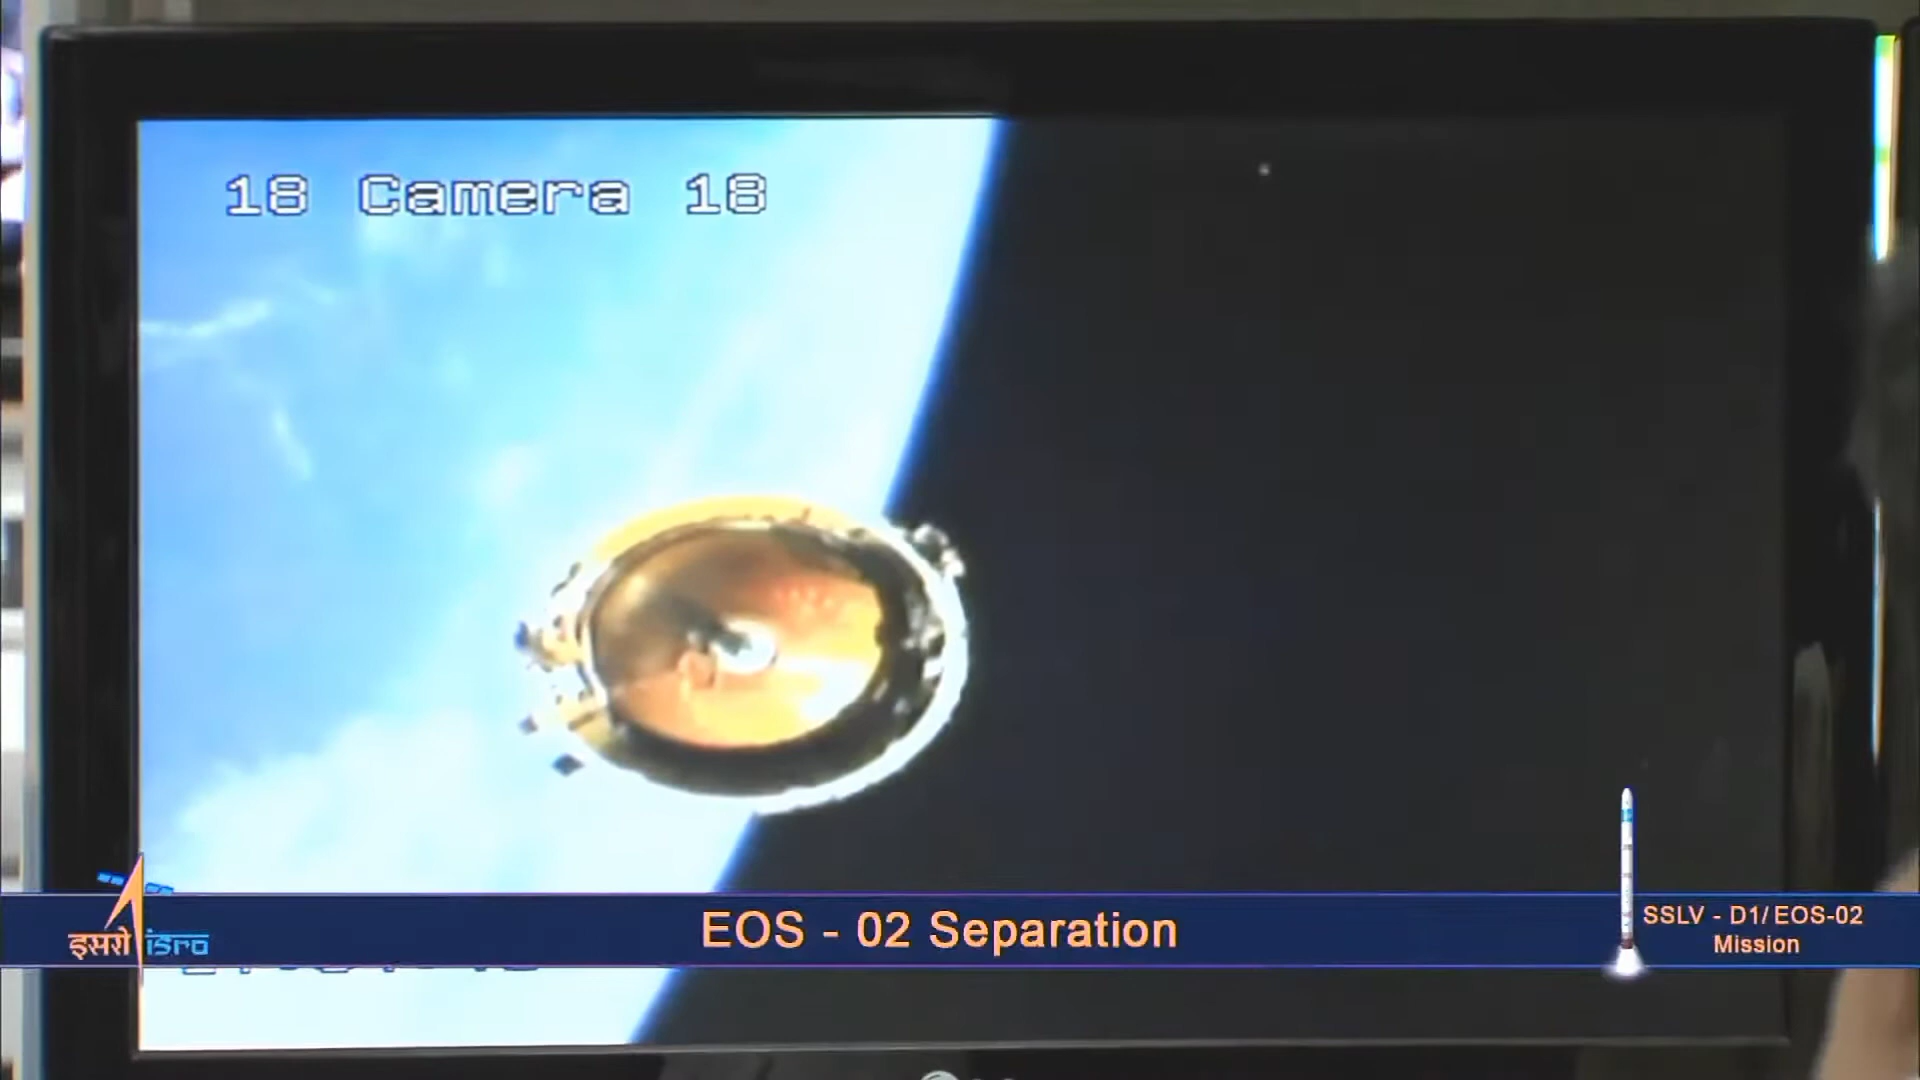 18 Camera 18
EOS - 02 Separation
इसरो isro
SSLV - D1/EOS-02
Mission